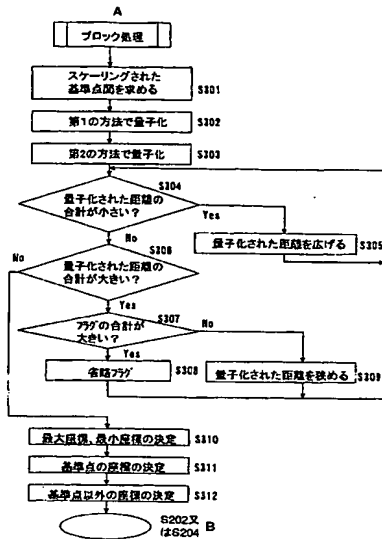 A
ブロック処理
スケーリングされた
基準点間を求める
S301
第1の方法で量子化
S302
第2の方法で量子化
S303
S304
量子化された距離の
合計が小さい?
Yes
量子化された距離を広げる
S305
No
S306
No
量子化された距離の
合計が大きい?
Yes
S307
フラグの合計が
大きい?
No
Yes
省略フラグ
S308
量子化された距離を狭める
S309
最大座標、最小座標の決定
S310
基準点の座標の決定
S311
基準点以外の座標の決定
S312
S202又
はS204
B